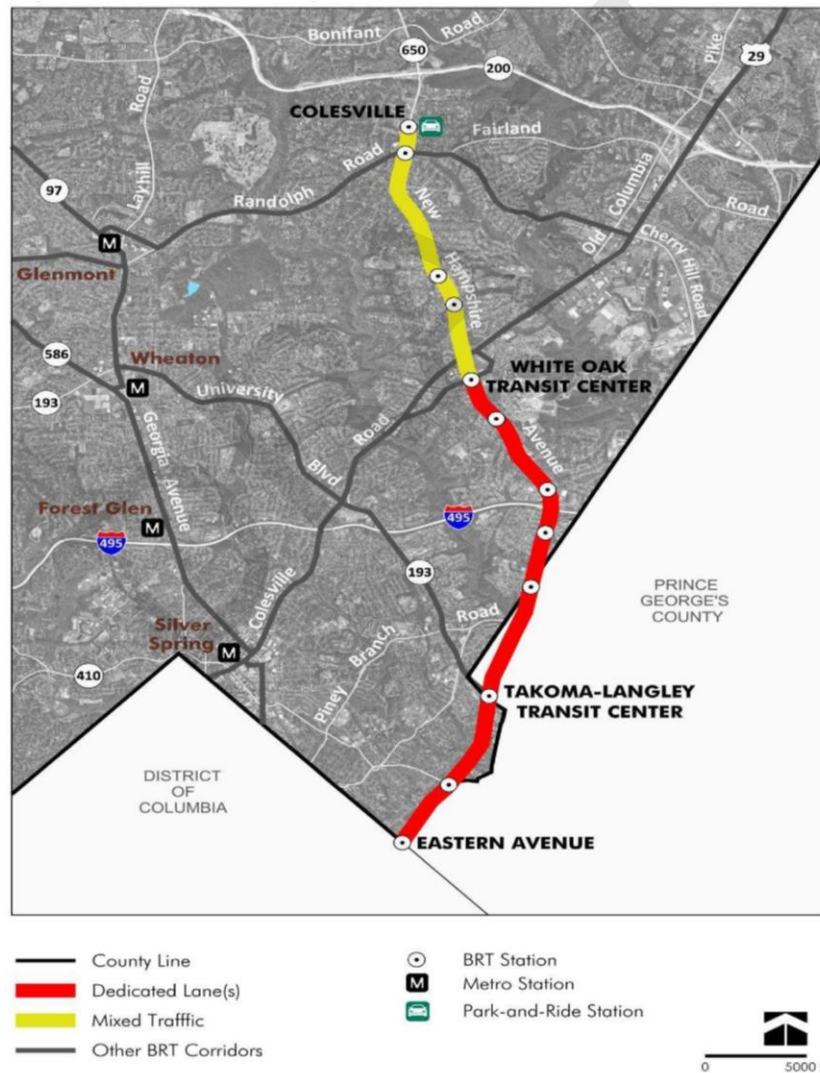 Bonifant
Road
650
200
29
Pike
COLESVILLE
Road
Layhill
Fairland
Road
Randolph
New
Hampshire
Old Columbia
Road
Cherry Hill Road
97
Glenmont
586
Wheaton
193
University
Blvd
WHITE OAK
TRANSIT CENTER
Road
Avenue
Georgia Avenue
Forest Glen
495
495
193
Colesville
PRINCE
GEORGE'S
COUNTY
Silver
Spring
Road
Branch
Piney
410
TAKOMA-LANGLEY
TRANSIT CENTER
DISTRICT
OF
COLUMBIA
EASTERN AVENUE
County Line
Dedicated Lane(s)
Mixed Trafffic
Other BRT Corridors
BRT Station
M Metro Station
Park-and-Ride Station
M
M
M
M
0 5000